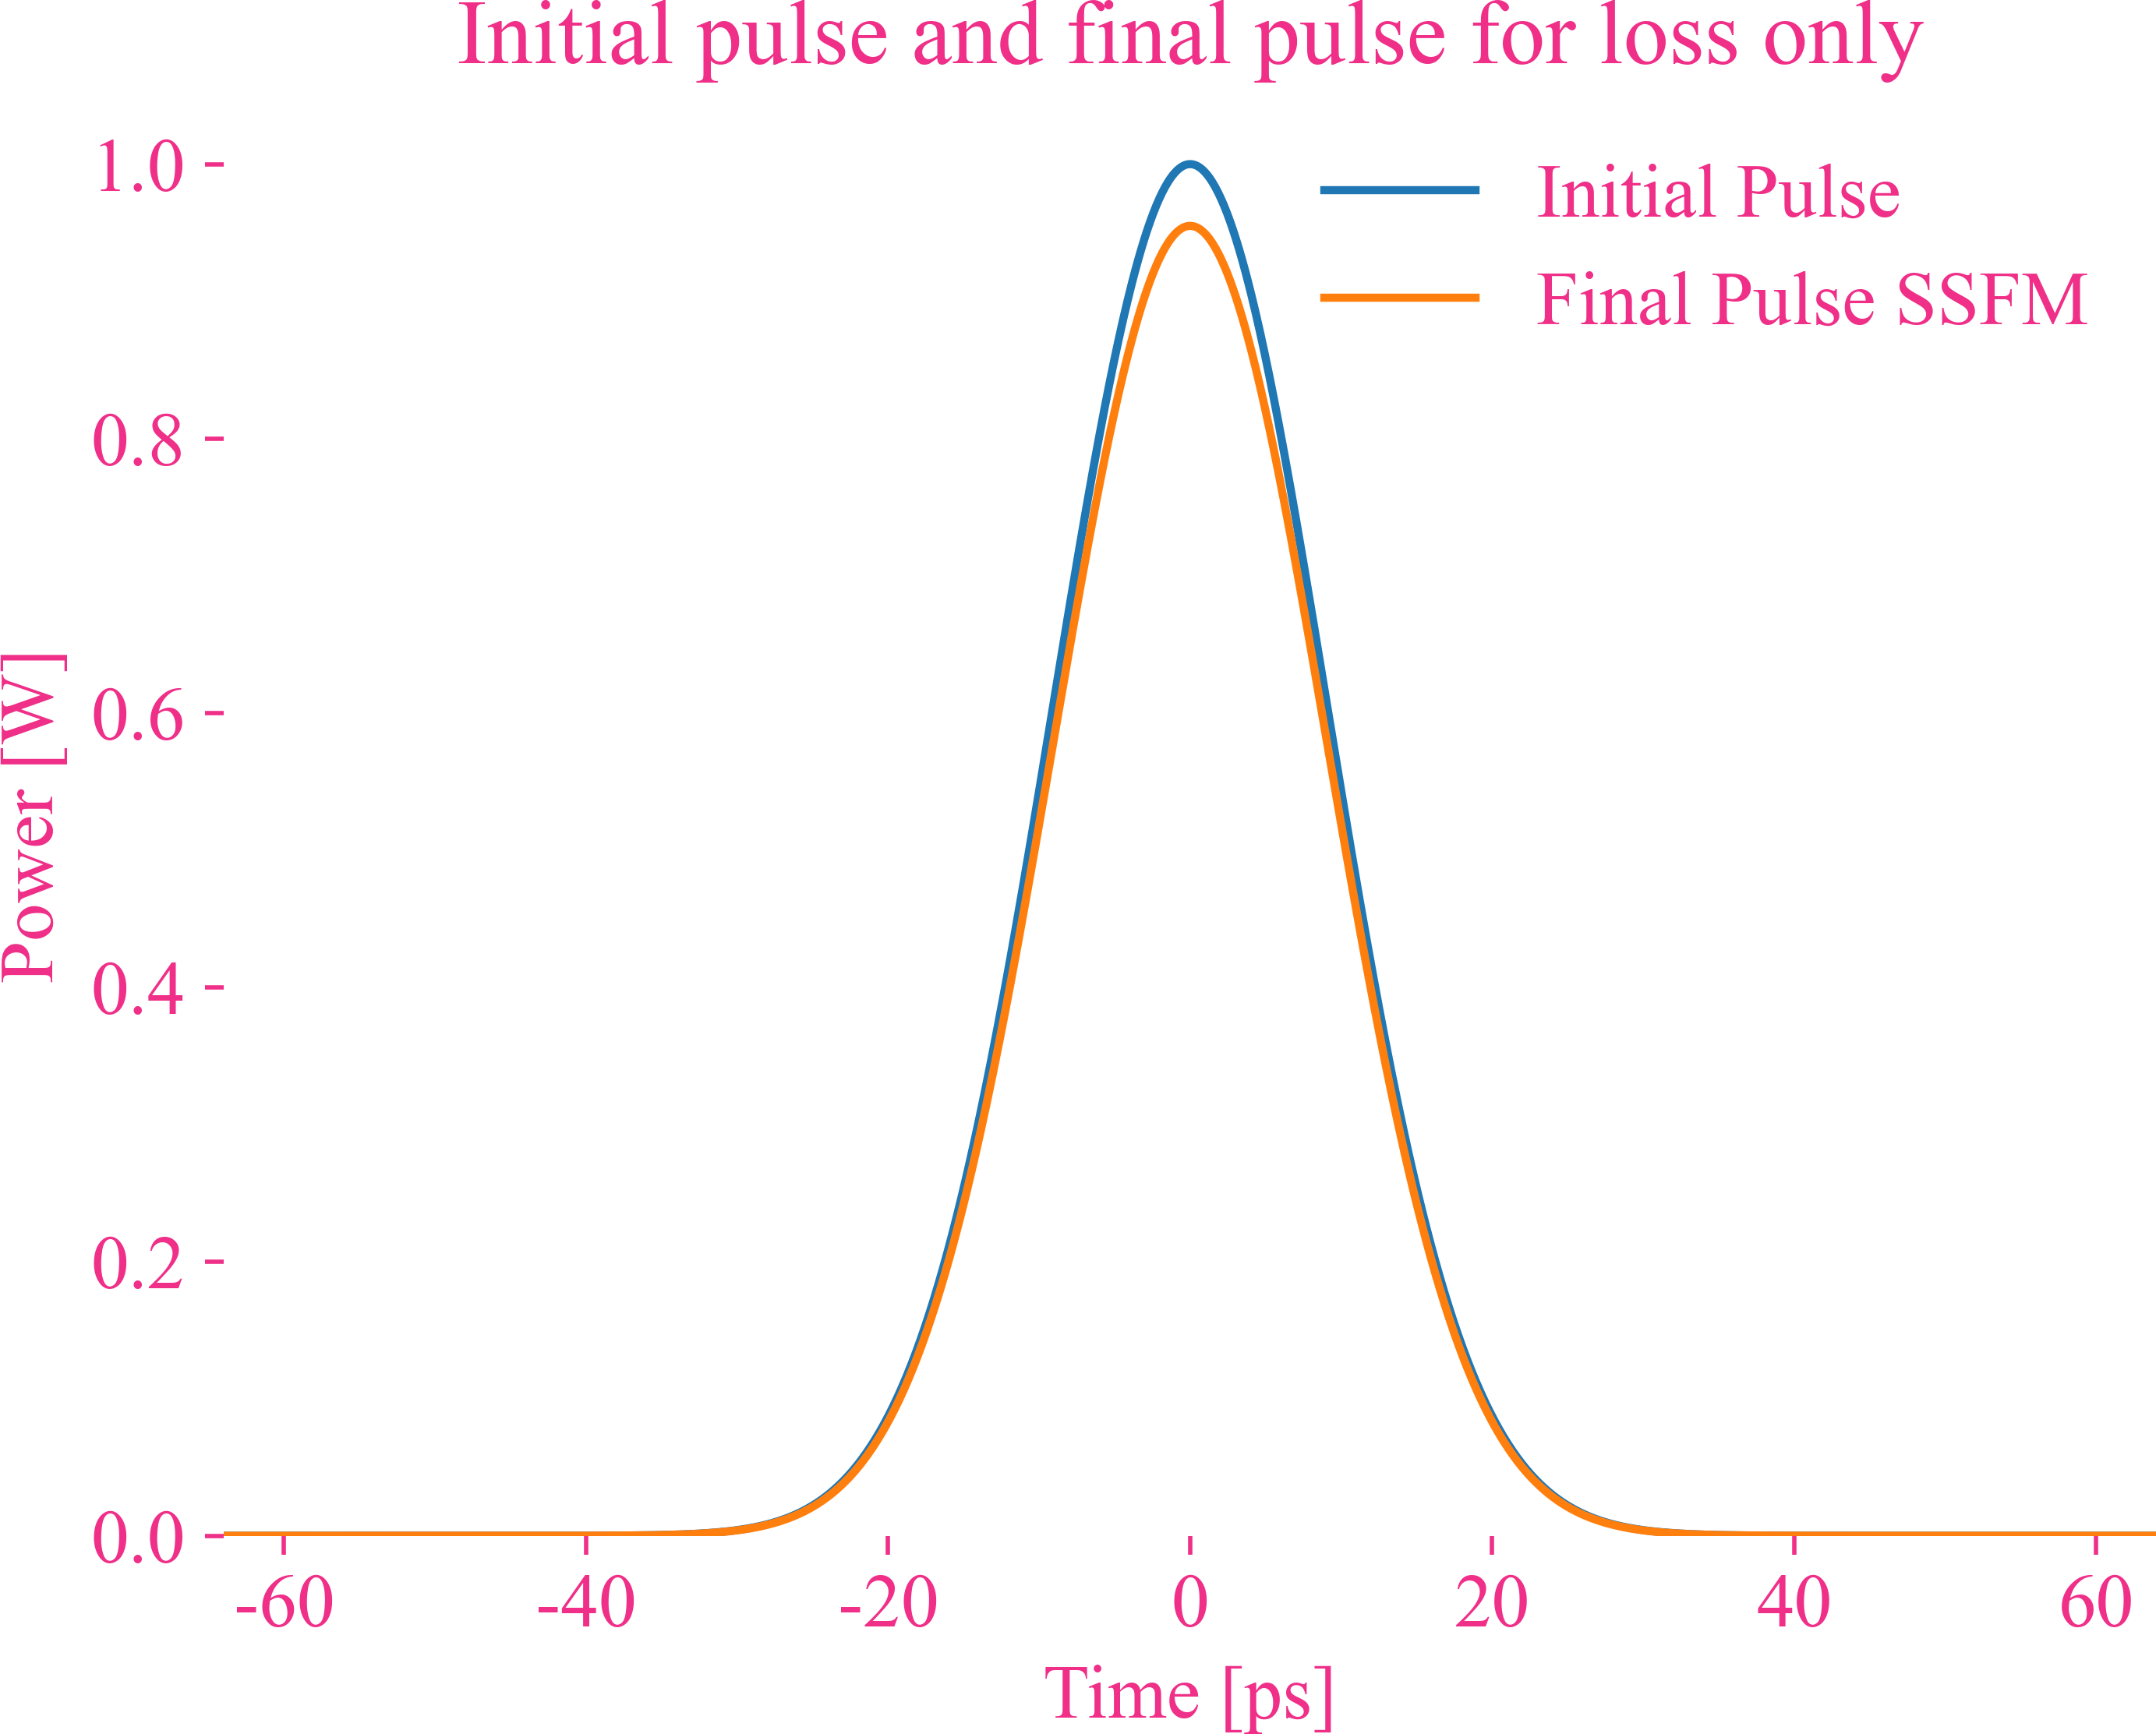 Initial pulse and final pulse for loss only
1.0
0.8
0.6
0.4
0.2
0.0
Power [W]
Initial Pulse
Final Pulse SSFM
-60 -40 -20 0 20 40 60
Time [ps]